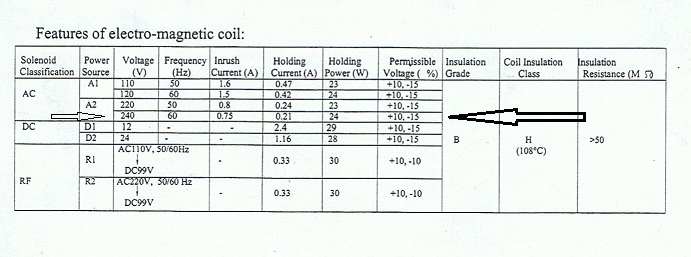 Features of electro-magnetic coil:
Solenoid Classification Power Source Voltage (V) Frequency (Hz) Inrush Current (A) Holding Current (A) Holding Power (W) Permissible Voltage ( %) Insulation Grade Coil Insulation Class Insulation Resistance (M Ω)
AC A1 110 50 1.6 0.47 23 +10, -15
120 60 1.5 0.42 24 +10, -15
A2 220 50 0.8 0.24 23 +10, -15
240 60 0.75 0.21 24 +10, -15
DC D1 12 - - 2.4 29 +10, -15
D2 24 - - 1.16 28 +10, -15
B H (108°C) >50
RF R1 AC110V, 50/60Hz - 0.33 30 +10, -10
DC99V
R2 AC220V, 50/60 Hz - 0.33 30 +10, -10
DC99V